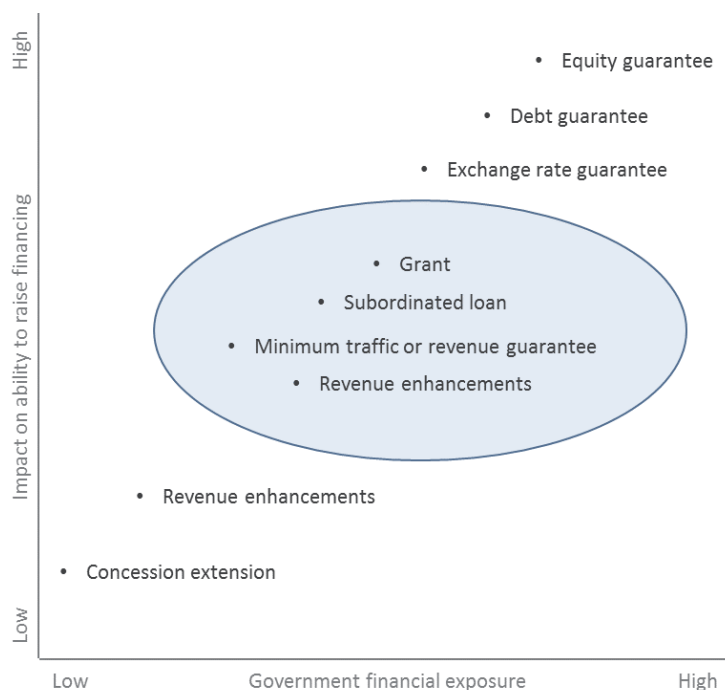 High
• Equity guarantee
• Debt guarantee
• Exchange rate guarantee
• Grant
• Subordinated loan
• Minimum traffic or revenue guarantee
• Revenue enhancements
Impact on ability to raise financing
• Revenue enhancements
• Concession extension
Low
Low Government financial exposure High